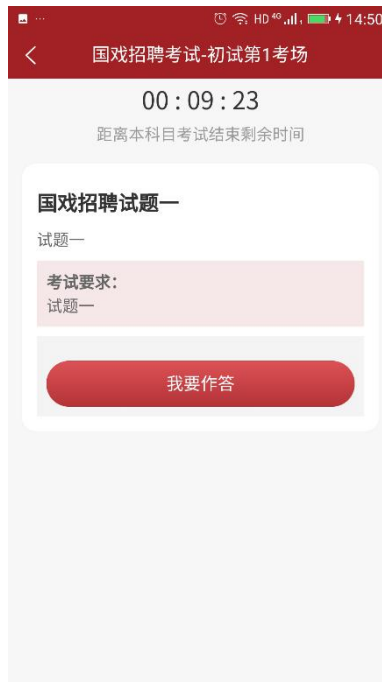 HD 4G 14:50
国戏招聘考试-初试第1考场
00 : 09 : 23
距离本科目考试结束剩余时间
国戏招聘试题一
试题一
考试要求:
试题一
我要作答